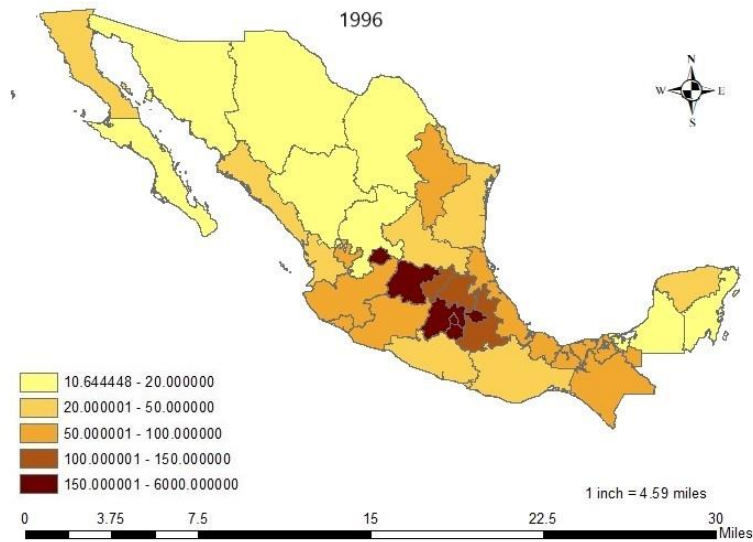 1996
N
W E
S
10.644448 - 20.000000
20.000001 - 50.000000
50.000001 - 100.000000
100.000001 - 150.000000
150.000001 - 6000.000000
1 inch = 4.59 miles
0 3.75 7.5 15 22.5 30
Miles